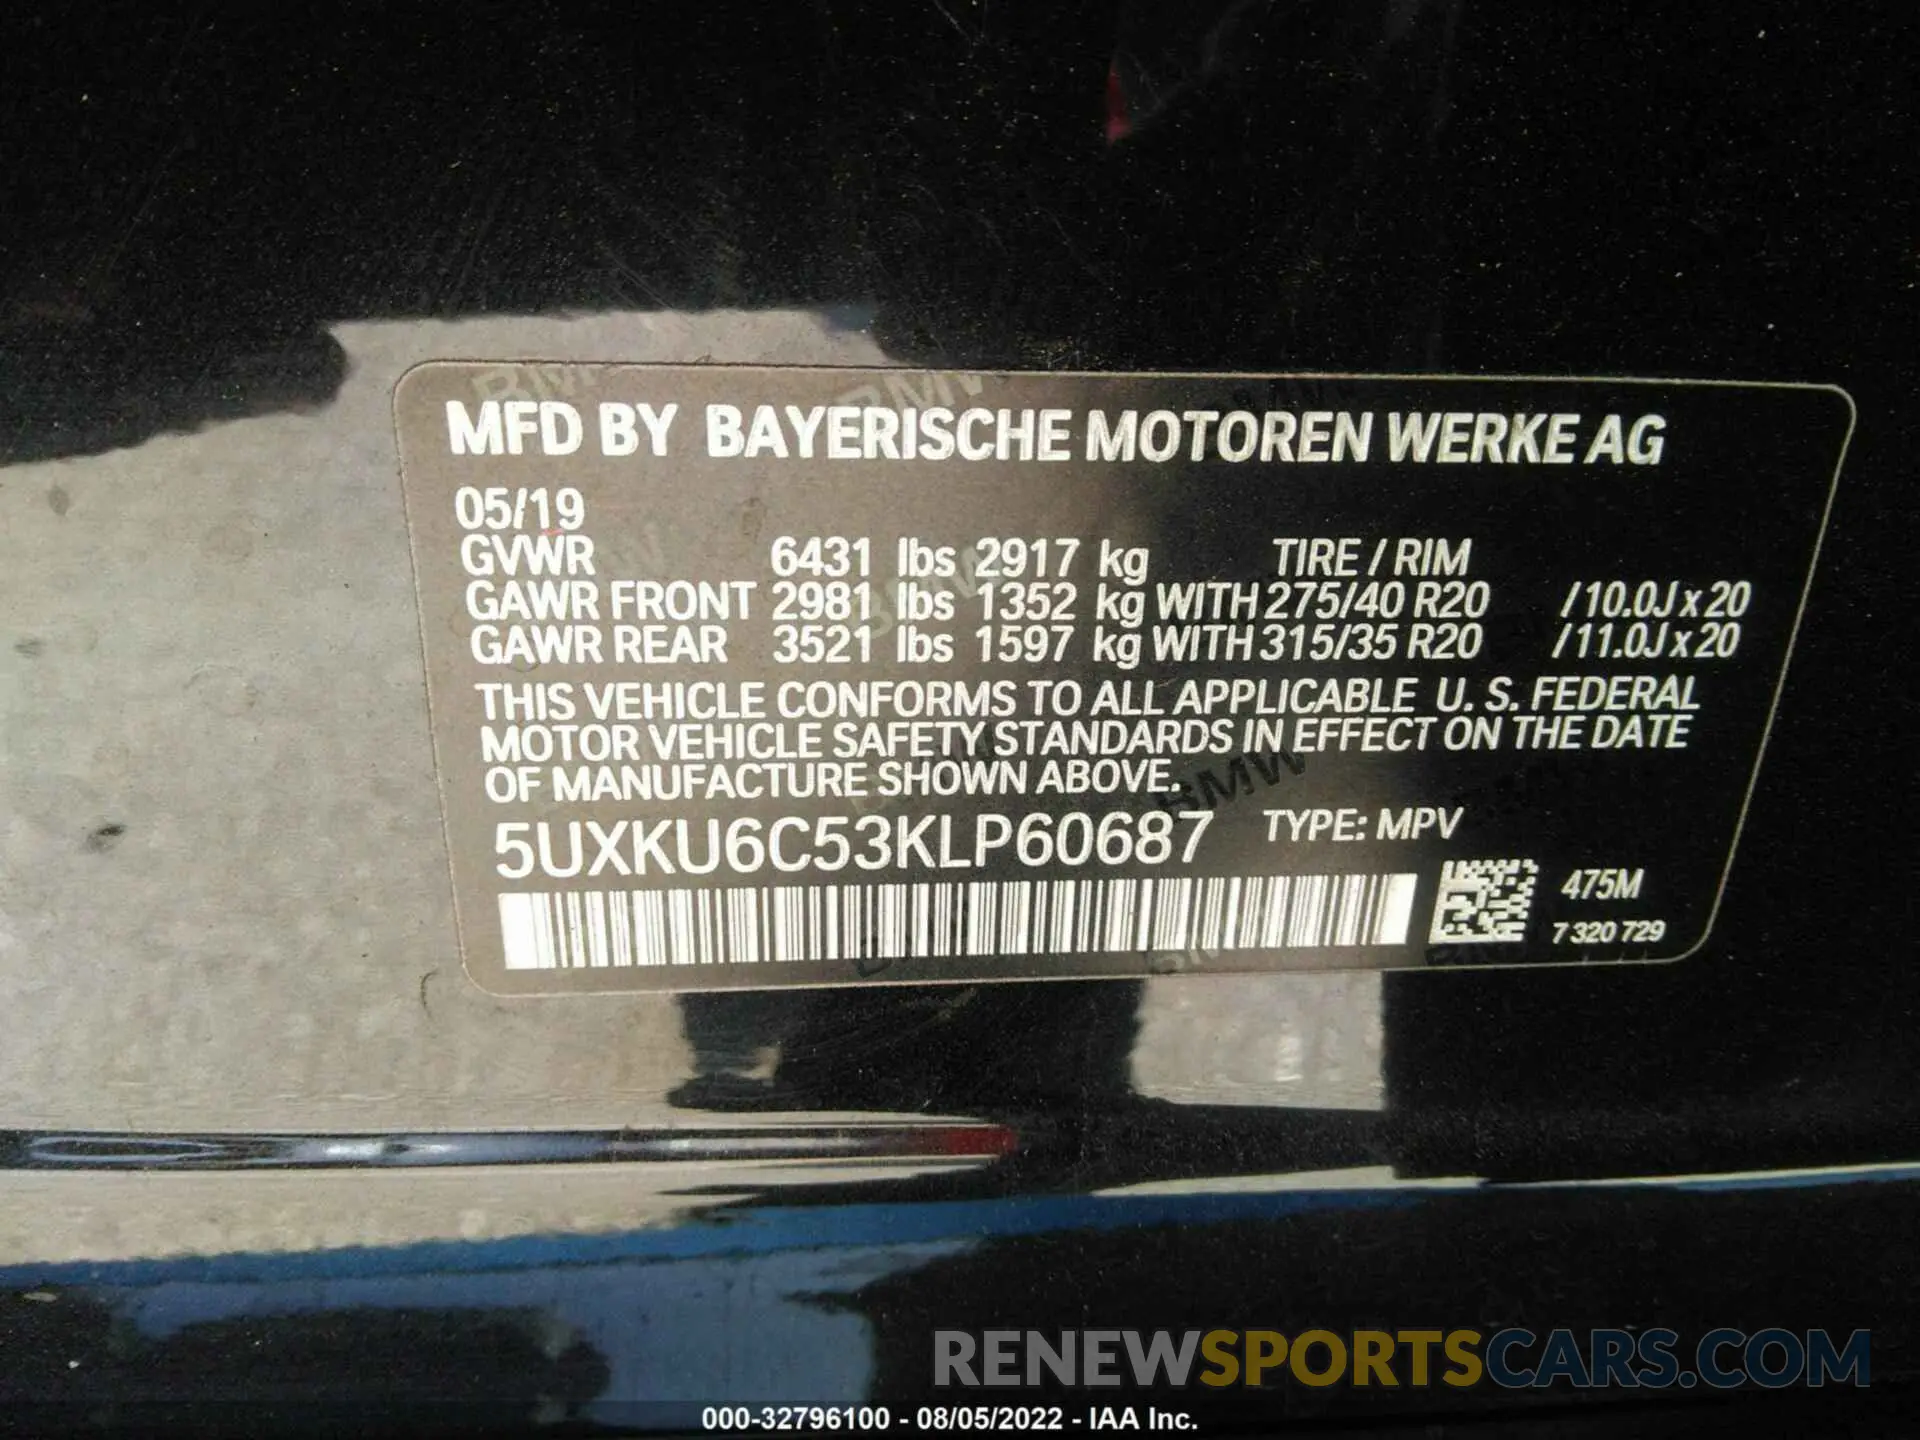 MFD BY BAYERISCHE MOTOREN WERKE AG
05/19
GVWR 6431 lbs 2917 kg TIRE / RIM
GAWR FRONT 2981 lbs 1352 kg WITH 275/40 R20 / 10.0J x 20
GAWR REAR 3521 lbs 1597 kg WITH 315/35 R20 / 11.0J x 20
THIS VEHICLE CONFORMS TO ALL APPLICABLE U. S. FEDERAL
MOTOR VEHICLE SAFETY STANDARDS IN EFFECT ON THE DATE
OF MANUFACTURE SHOWN ABOVE.
5UXKU6C53KLP60687 TYPE: MPV
475M
7 320 729
RENEWSPORTSCARS.COM
000-32796100 - 08/05/2022 - IAA Inc.